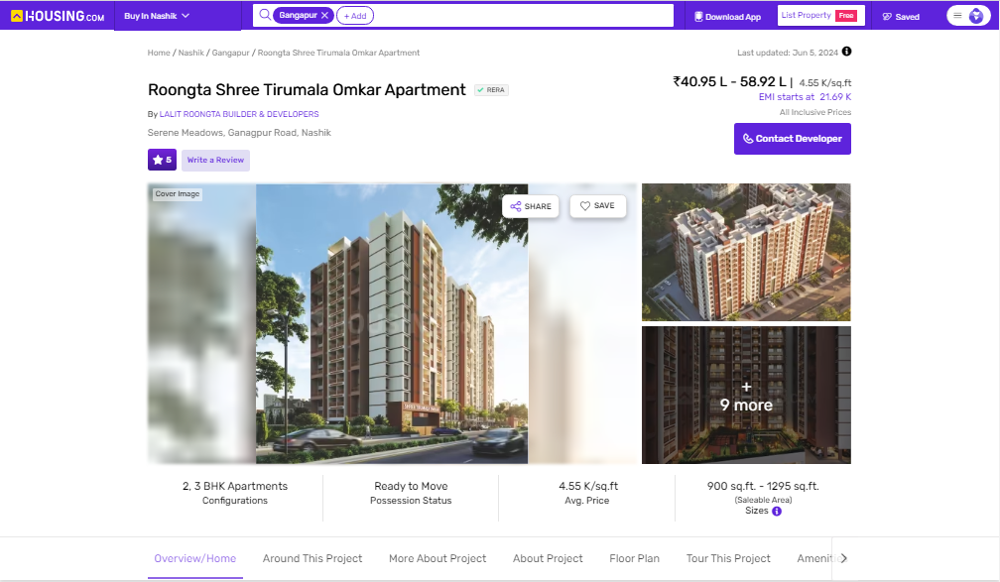 HOUSING.COM
Buy In Nashik
Gangapur
+ Add
Download App
List Property Free
Saved
Home / Nashik / Gangapur / Roongta Shree Tirumala Omkar Apartment
Last updated: Jun 5, 2024
Roongta Shree Tirumala Omkar Apartment
RERA
₹40.95 L - 58.92 L | 4.55 K/sq.ft
By LALIT ROONGTA BUILDER & DEVELOPERS
EMI starts at 21.69 K
Serene Meadows, Ganagpur Road, Nashik
All Inclusive Prices
Contact Developer
5
Write a Review
Cover Image
SHARE
SAVE
+
9 more
2, 3 BHK Apartments
Configurations
Ready to Move
Possession Status
4.55 K/sq.ft
Avg. Price
900 sq.ft. - 1295 sq.ft.
(Saleable Area)
Sizes
Overview/Home
Around This Project
More About Project
About Project
Floor Plan
Tour This Project
Ameniti